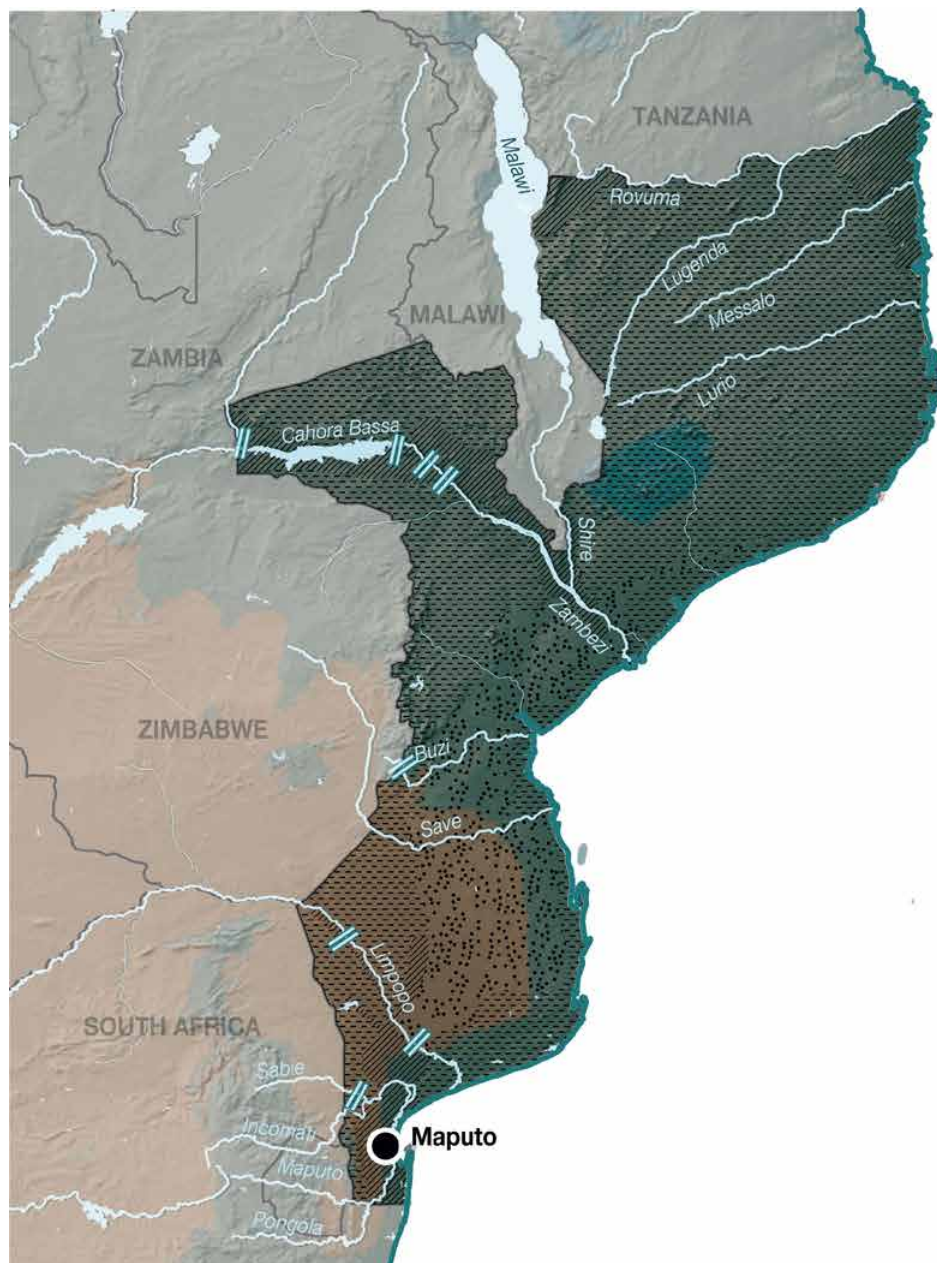 TANZANIA
Malawi
Rovuma
Lugenda
Messalo
MALAWI
ZAMBIA
Lurio
Cahora Bassa
Shire
Zambezi
ZIMBABWE
Buzi
Save
Limpopo
SOUTH AFRICA
Sabie
Incomati
Maputo
Maputo
Pongola